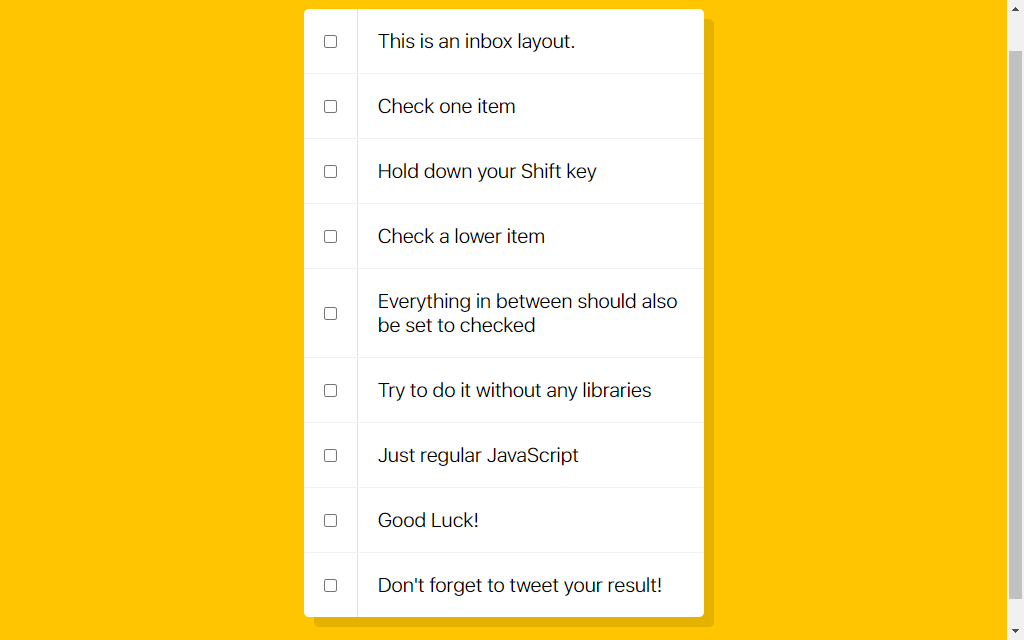 This is an inbox layout.
Check one item
Hold down your Shift key
Check a lower item
Everything in between should also
be set to checked
Try to do it without any libraries
Just regular JavaScript
Good Luck!
Don't forget to tweet your result!